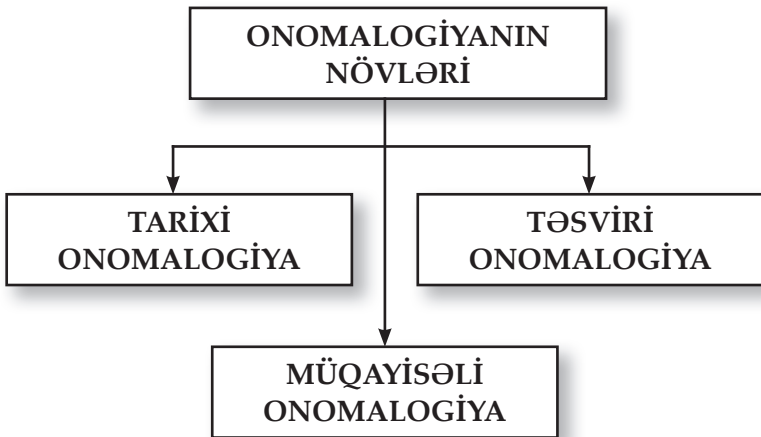 ONOMALOGİYANIN
NÖVLƏRİ
TARİXİ
ONOMALOGİYA
TƏSVİRİ
ONOMALOGİYA
MÜQAYİSƏLİ
ONOMALOGİYA